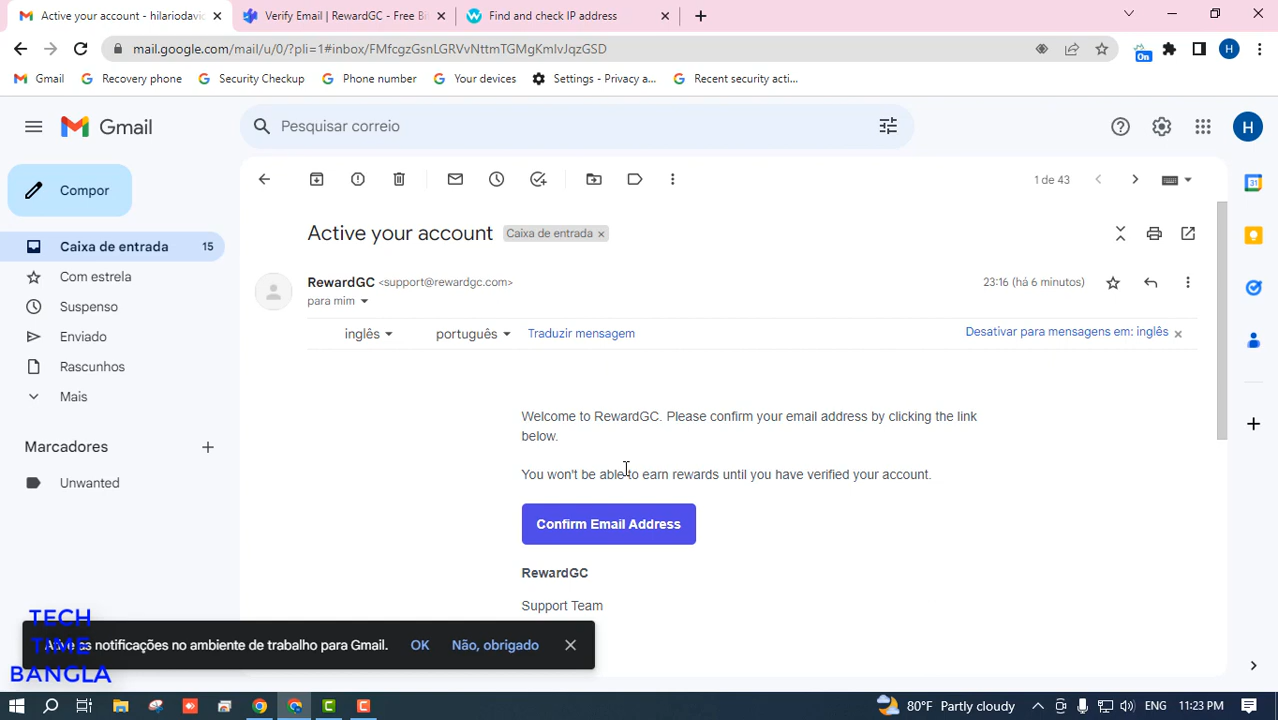 Active your account - hilariodavic
Verify Email | RewardGC - Free Bi
Find and check IP address
mail.google.com/mail/u/0/?pli=1#inbox/FMfcgzGsnLGRVvNttmTGMgKmlvJqzGSD
On
H
Gmail
Recovery phone
Security Checkup
Phone number
Your devices
Settings - Privacy a...
Recent security acti...
Gmail
Pesquisar correio
H
Compor
1 de 43
Caixa de entrada 15
Com estrela
Suspenso
Enviado
Rascunhos
Mais
Marcadores
Unwanted
Active your account
Caixa de entrada x
31
RewardGC <support@rewardgc.com>
23:16 (há 6 minutos)
para mim
inglês
português
Traduzir mensagem
Desativar para mensagens em: inglês x
Welcome to RewardGC. Please confirm your email address by clicking the link
below.
You won't be able to earn rewards until you have verified your account.
Confirm Email Address
RewardGC
Support Team
TECH
TIME
BANGLA
os notificações no ambiente de trabalho para Gmail.
OK
Não, obrigado
80°F Partly cloudy
ENG
11:23 PM